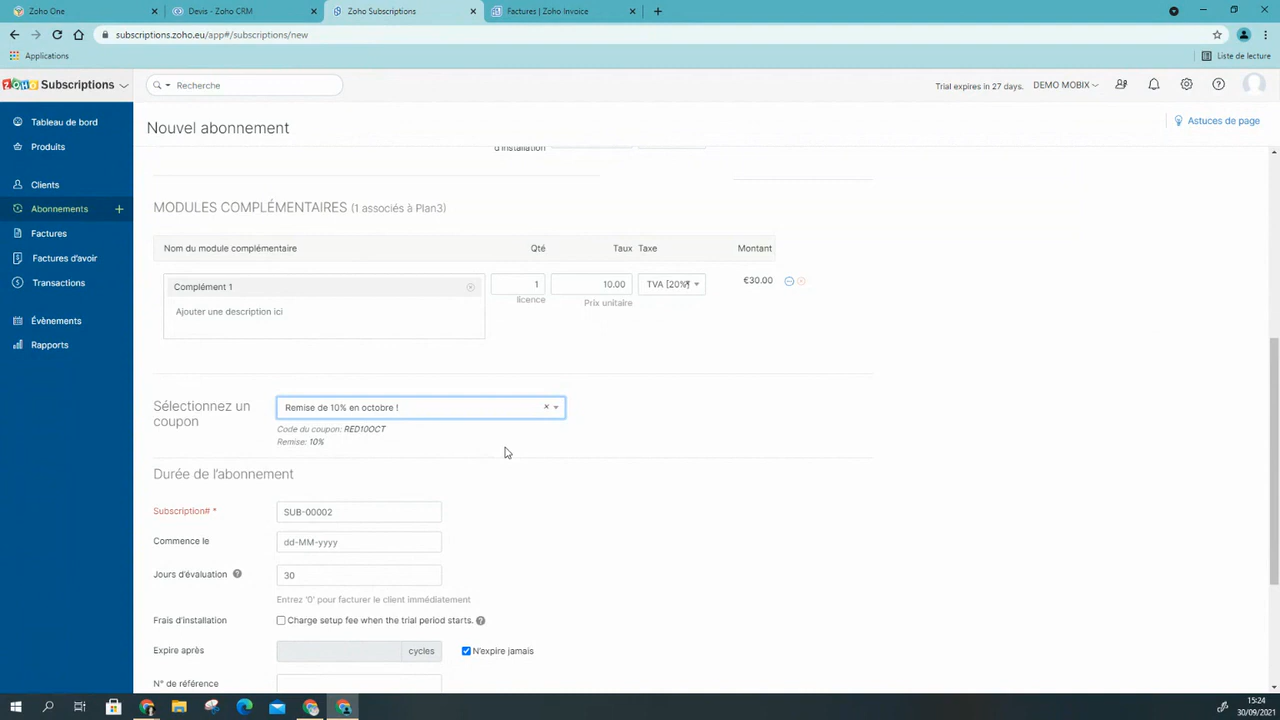 Zoho One
Devis - Zoho CRM
Zoho Subscriptions
Factures | Zoho Invoice
subscriptions.zoho.eu/app#/subscriptions/new
Applications
Liste de lecture
ZOHO Subscriptions
Recherche
Trial expires in 27 days.
DEMO MOBIX
Tableau de bord
Produits
Clients
Abonnements
Factures
Factures d'avoir
Transactions
Évènements
Rapports
Nouvel abonnement
Astuces de page
d'installation
MODULES COMPLÉMENTAIRES (1 associés à Plan3)
Nom du module complémentaire
Qté
Taux
Taxe
Montant
Complément 1
1
10.00
TVA [20%]
€30.00
licence
Prix unitaire
Ajouter une description ici
Sélectionnez un coupon
Remise de 10% en octobre !
Code du coupon: RED10OCT
Remise: 10%
Durée de l'abonnement
Subscription# *
SUB-00002
Commence le
dd-MM-yyyy
Jours d'évaluation
30
Entrez '0' pour facturer le client immédiatement
Frais d'installation
Charge setup fee when the trial period starts.
Expire après
cycles
N'expire jamais
N° de référence
15:24
30/09/2021